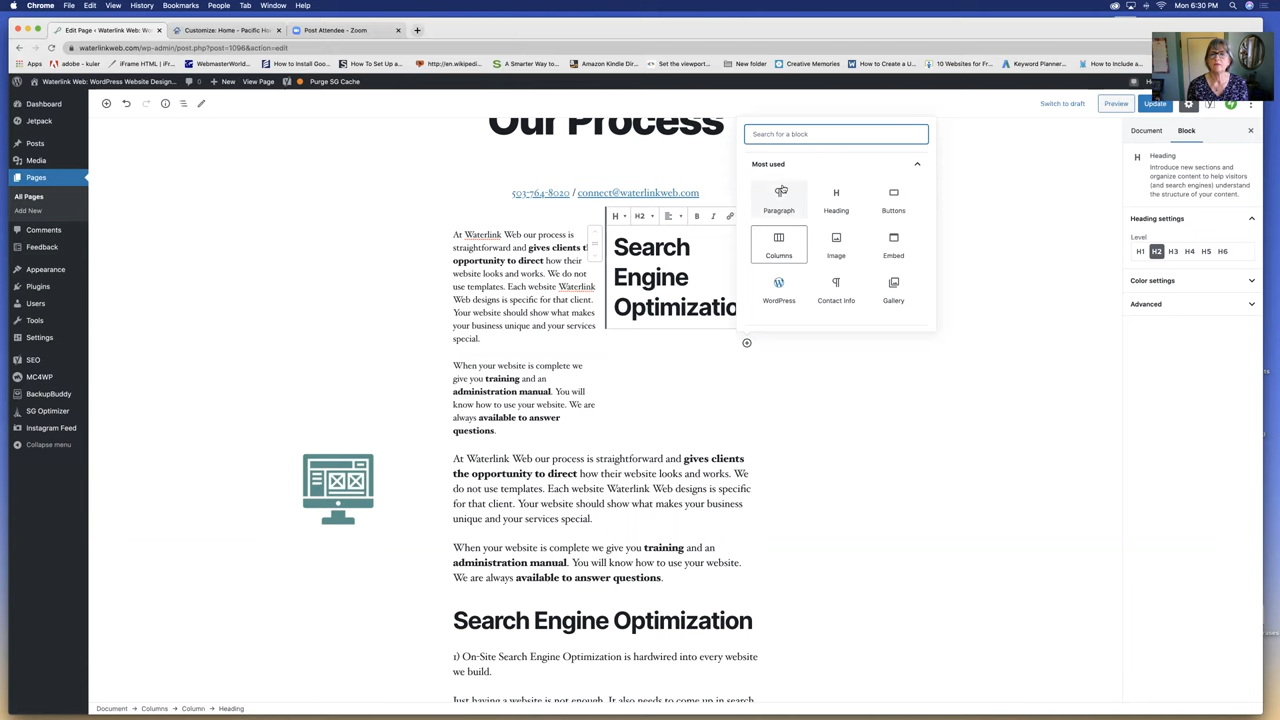 Chrome File Edit View History Bookmarks People Tab Window Help
Mon 6:30 PM
Edit Page ‹ Waterlink Web: Wo
Customize: Home - Pacific Ho
Post Attendee - Zoom
waterlinkweb.com/wp-admin/post.php?post=1096&action=edit
Apps adobe - kuler iFrame HTML | iFr... WebmasterWorld... How to Install Goo... How To Set up a... http://en.wikipedi... A Smarter way to... Amazon Kindle Dir... Set the viewport... New folder Creative Memories How to Create a U... 10 Websites for Fr... Keyword Planner... How to Include a...
Waterlink Web: WordPress Website Design... 0 New View Page Purge SG Cache
Dashboard
Jetpack
Posts
Media
Pages
All Pages
Add New
Comments
Feedback
Appearance
Plugins
Users
Tools
Settings
SEO
MC4WP
BackupBuddy
SG Optimizer
Instagram Feed
Collapse menu
Switch to draft Preview Update
Our Process
503-764-8020 / connect@waterlinkweb.com
At Waterlink Web our process is
straightforward and gives clients th
opportunity to direct how their
website looks and works. We do not
use templates. Each website Waterlink
Web designs is specific for that client.
Your website should show what makes
your business unique and your services
special.
When your website is complete we
give you training and an
administration manual. You will
know how to use your website. We are
always available to answer
questions.
H H2 B I
Search
Engine
Optimizatio
Search for a block
Most used
Paragraph Heading Buttons
Columns Image Embed
WordPress Contact Info Gallery
At Waterlink Web our process is straightforward and gives clients
the opportunity to direct how their website looks and works. We
do not use templates. Each website Waterlink Web designs is specific
for that client. Your website should show what makes your business
unique and your services special.
When your website is complete we give you training and an
administration manual. You will know how to use your website.
We are always available to answer questions.
Search Engine Optimization
1) On-Site Search Engine Optimization is hardwired into every website
we build.
Just having a website is not enough. It also needs to come up in search
Document → Columns → Column → Heading
Document Block
H Heading
Introduce new sections and
organize content to help visitors
(and search engines) understand
the structure of your content.
Heading settings
Level
H1 H2 H3 H4 H5 H6
Color settings
Advanced